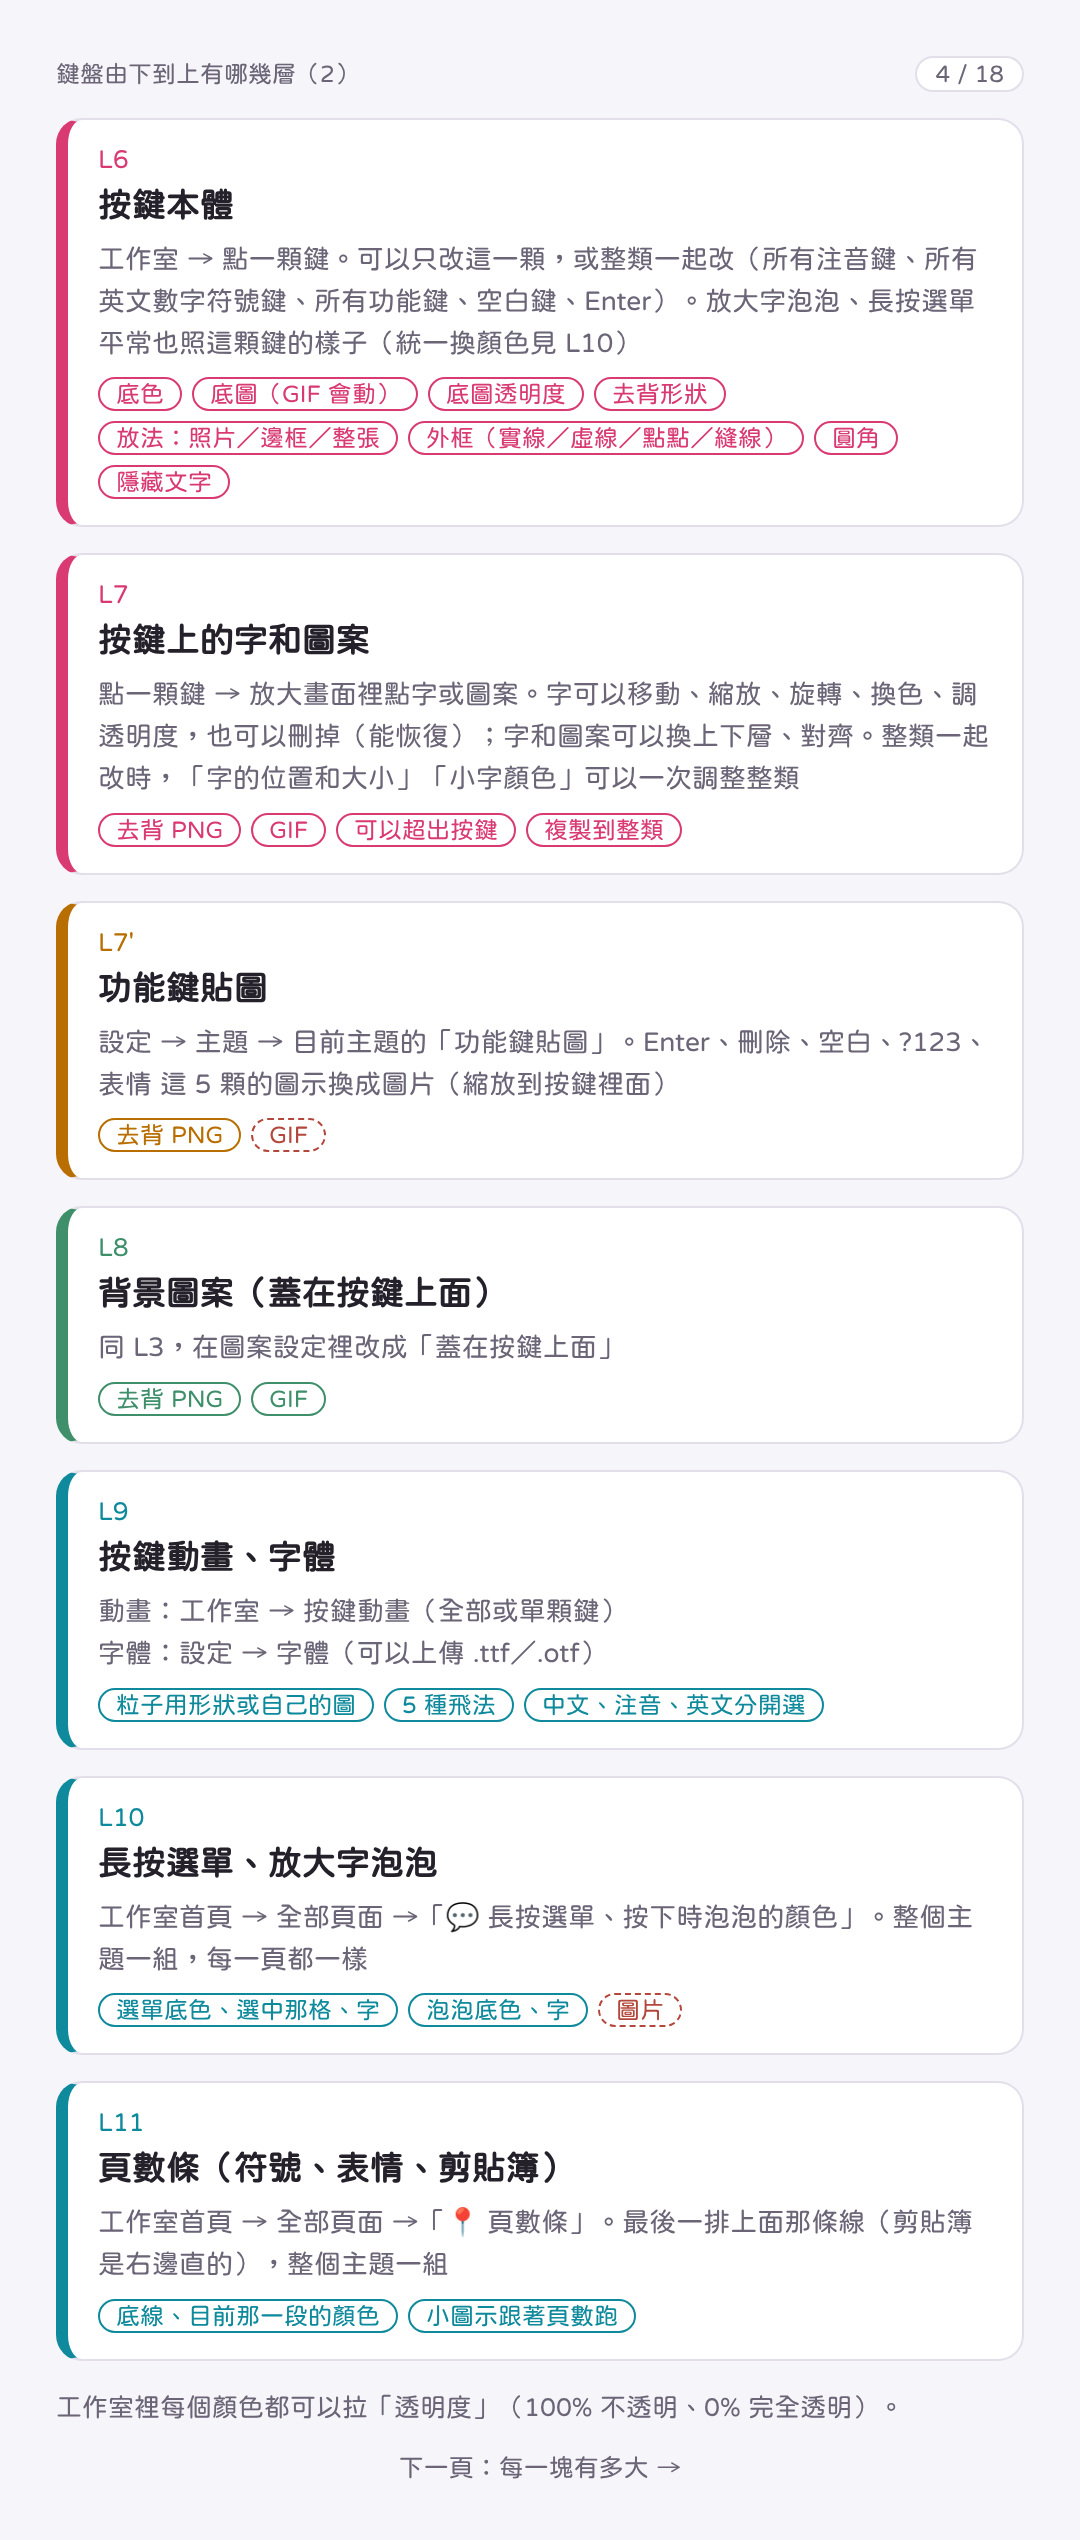 鍵盤由下到上有哪幾層（2）
4 / 18
L6
按鍵本體
工作室 → 點一顆鍵。可以只改這一顆，或整類一起改（所有注音鍵、所有
英文數字符號鍵、所有功能鍵、空白鍵、Enter）。放大字泡泡、長按選單
平常也照這顆鍵的樣子（統一換顏色見 L10）
底色 底圖（GIF 會動） 底圖透明度 去背形狀
放法：照片／邊框／整張 外框（實線／虛線／點點／縫線） 圓角
隱藏文字
L7
按鍵上的字和圖案
點一顆鍵 → 放大畫面裡點字或圖案。字可以移動、縮放、旋轉、換色、調
透明度，也可以刪掉（能恢復）；字和圖案可以換上下層、對齊。整類一起
改時，「字的位置和大小」「小字顏色」可以一次調整整類
去背 PNG GIF 可以超出按鍵 複製到整類
L7'
功能鍵貼圖
設定 → 主題 → 目前主題的「功能鍵貼圖」。Enter、刪除、空白、?123、
表情 這 5 顆的圖示換成圖片（縮放到按鍵裡面）
去背 PNG GIF
L8
背景圖案（蓋在按鍵上面）
同 L3，在圖案設定裡改成「蓋在按鍵上面」
去背 PNG GIF
L9
按鍵動畫、字體
動畫：工作室 → 按鍵動畫（全部或單顆鍵）
字體：設定 → 字體（可以上傳 .ttf／.otf）
粒子用形狀或自己的圖 5 種飛法 中文、注音、英文分開選
L10
長按選單、放大字泡泡
工作室首頁 → 全部頁面 →「💬 長按選單、按下時泡泡的顏色」。整個主
題一組，每一頁都一樣
選單底色、選中那格、字 泡泡底色、字 圖片
L11
頁數條（符號、表情、剪貼簿）
工作室首頁 → 全部頁面 →「📍 頁數條」。最後一排上面那條線（剪貼簿
是右邊直的），整個主題一組
底線、目前那一段的顏色 小圖示跟著頁數跑
工作室裡每個顏色都可以拉「透明度」（100% 不透明、0% 完全透明）。
下一頁：每一塊有多大 →